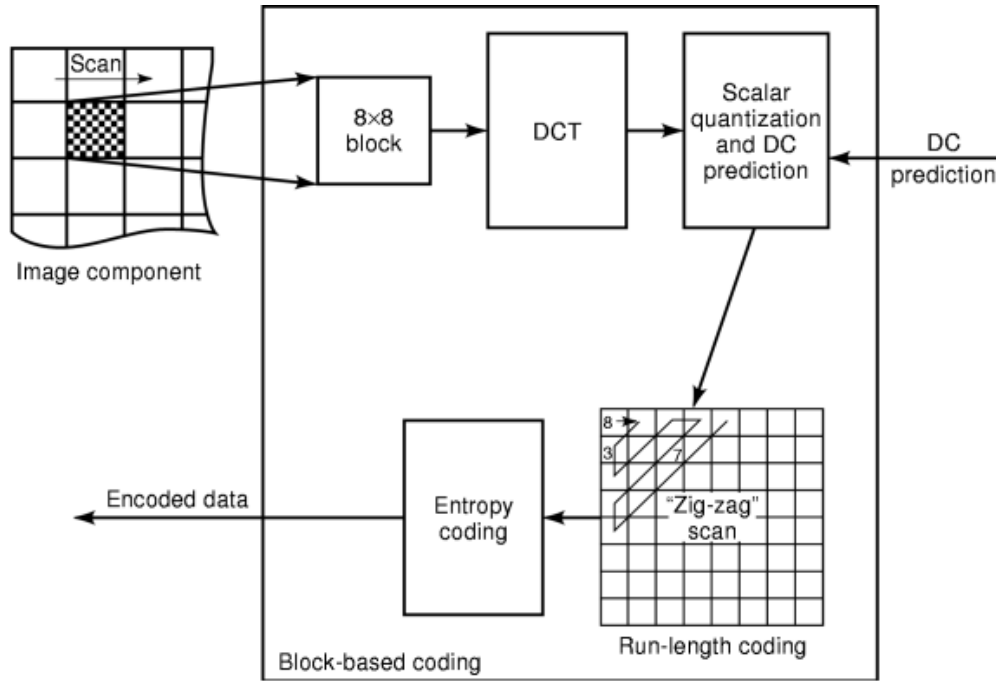 Scan
Image component
8×8
block
DCT
Scalar
quantization
and DC
prediction
DC
prediction
8
3
7
"Zig-zag"
scan
Run-length coding
Entropy
coding
Encoded data
Block-based coding